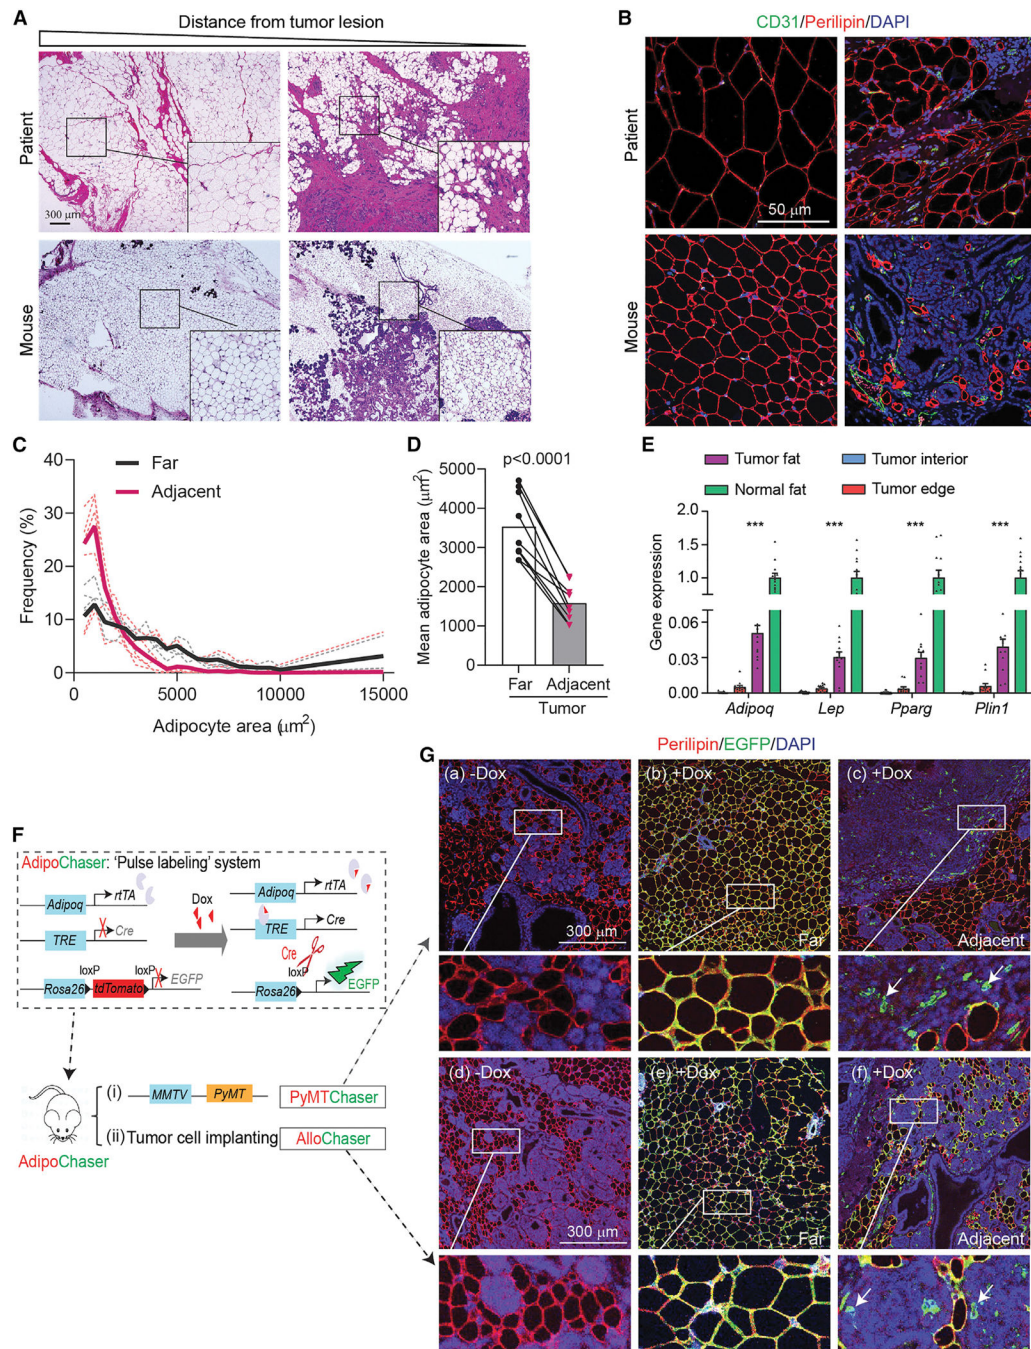 A
Distance from tumor lesion
Patient
300 μm
Mouse
B
CD31/Perilipin/DAPI
Patient
50 μm
Mouse
C
Far
Adjacent
Frequency (%)
40
30
20
10
0
0
5000
10000
15000
Adipocyte area (μm²)
D
p<0.0001
Mean adipocyte area (μm²)
5000
4000
3000
2000
1000
0
Far Adjacent
Tumor
E
Tumor fat
Tumor interior
Normal fat
Tumor edge
Gene expression
2.0
1.5
1.0
0.06
0.03
0.00
*** *** *** ***
Adipoq Lep Pparg Plin1
F
AdipoChaser: 'Pulse labeling' system
Adipoq rtTA
TRE Cre
loxP loxP
Rosa26 tdTomato EGFP
Dox
Adipoq rtTA
TRE Cre
Cre
loxP
Rosa26 EGFP
AdipoChaser
(i) MMTV PyMT PyMTChaser
(ii) Tumor cell implanting AlloChaser
G
Perilipin/EGFP/DAPI
(a) -Dox
300 μm
(b) +Dox
Far
(c) +Dox
Adjacent
(d) -Dox
300 μm
(e) +Dox
Far
(f) +Dox
Adjacent